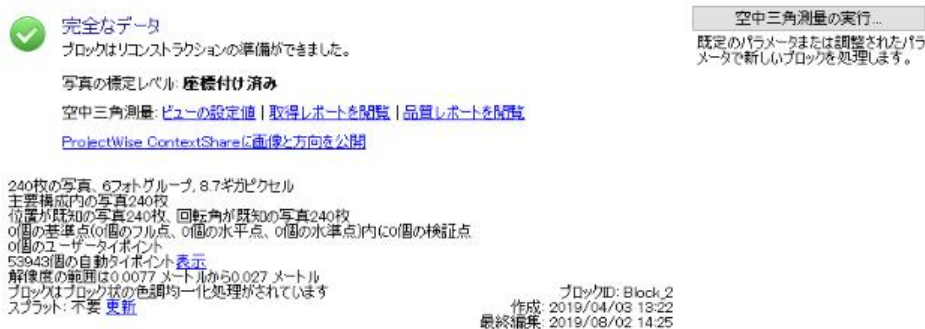 完全なデータ
ブロックはリコンストラクションの準備ができました。
写真の標定レベル: 座標付け済み
空中三角測量: ビューの設定値 | 取得レポートを閲覧 | 品質レポートを閲覧
ProjectWise ContextShareに画像と方向を公開
空中三角測量の実行...
既定のパラメータまたは調整されたパラ
メータで新しいブロックを処理します。
240枚の写真、6フォトグループ, 8.7ギガピクセル
主要構成内の写真240枚
位置が既知の写真240枚、回転角が既知の写真240枚
0個の基準点(0個のフル点、0個の水平点、0個の水準点)内に0個の検証点
0個のユーザータイポイント
53943個の自動タイポイント 表示
解像度の範囲は0.0077 メートルから0.027 メートル
ブロックはブロック状の色調均一化処理がされています
スプラット: 不要 更新
ブロックID: Block_2
作成: 2019/04/03 13:22
最終編集: 2019/08/02 14:25